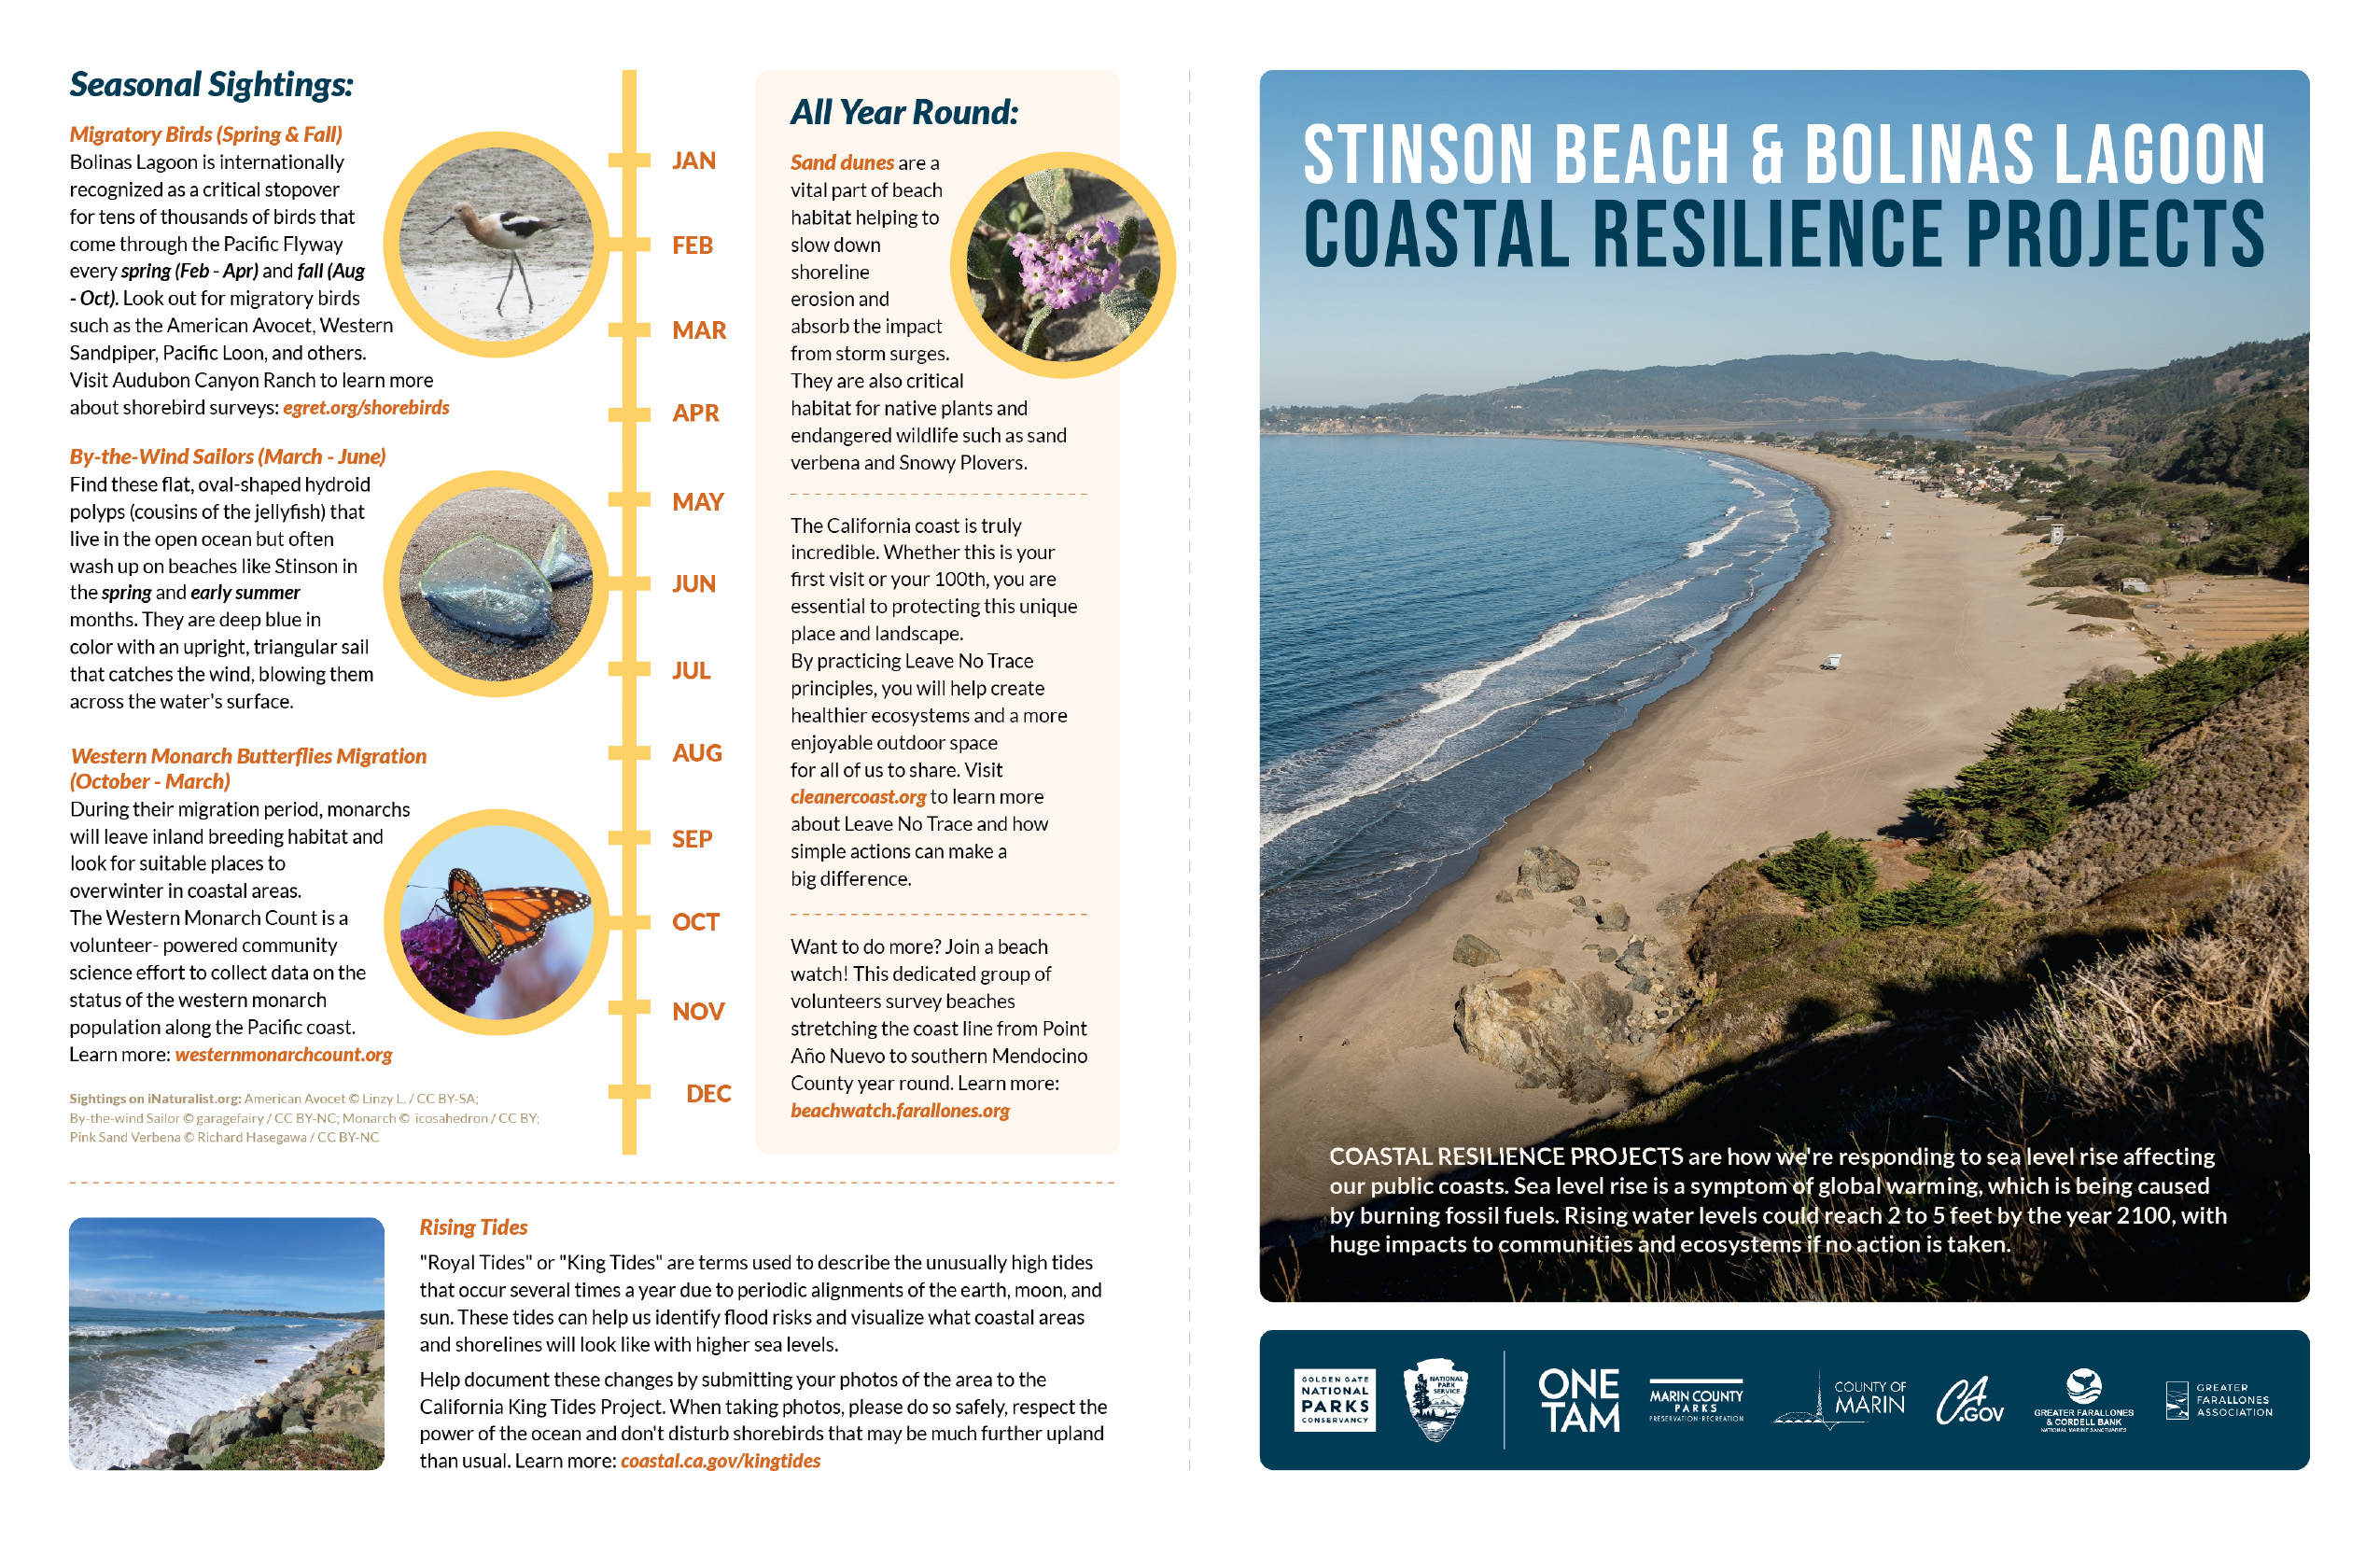 Seasonal Sightings:
Migratory Birds (Spring & Fall)
Bolinas Lagoon is internationally
recognized as a critical stopover
for tens of thousands of birds that
come through the Pacific Flyway
every spring (Feb - Apr) and fall (Aug
- Oct). Look out for migratory birds
such as the American Avocet, Western
Sandpiper, Pacific Loon, and others.
Visit Audubon Canyon Ranch to learn more
about shorebird surveys: egret.org/shorebirds
By-the-Wind Sailors (March - June)
Find these flat, oval-shaped hydroid
polyps (cousins of the jellyfish) that
live in the open ocean but often
wash up on beaches like Stinson in
the spring and early summer
months. They are deep blue in
color with an upright, triangular sail
that catches the wind, blowing them
across the water's surface.
Western Monarch Butterflies Migration
(October - March)
During their migration period, monarchs
will leave inland breeding habitat and
look for suitable places to
overwinter in coastal areas.
The Western Monarch Count is a
volunteer- powered community
science effort to collect data on the
status of the western monarch
population along the Pacific coast.
Learn more: westernmonarchcount.org
Sightings on iNaturalist.org: American Avocet © Linzy L. / CC BY-SA;
By-the-wind Sailor © garagefairy / CC BY-NC; Monarch © icosahedron / CC BY;
Pink Sand Verbena © Richard Hasegawa / CC BY-NC
JAN
FEB
MAR
APR
MAY
JUN
JUL
AUG
SEP
OCT
NOV
DEC
All Year Round:
Sand dunes are a
vital part of beach
habitat helping to
slow down
shoreline
erosion and
absorb the impact
from storm surges.
They are also critical
habitat for native plants and
endangered wildlife such as sand
verbena and Snowy Plovers.
The California coast is truly
incredible. Whether this is your
first visit or your 100th, you are
essential to protecting this unique
place and landscape.
By practicing Leave No Trace
principles, you will help create
healthier ecosystems and a more
enjoyable outdoor space
for all of us to share. Visit
cleanercoast.org to learn more
about Leave No Trace and how
simple actions can make a
big difference.
Want to do more? Join a beach
watch! This dedicated group of
volunteers survey beaches
stretching the coast line from Point
Año Nuevo to southern Mendocino
County year round. Learn more:
beachwatch.farallones.org
Rising Tides
"Royal Tides" or "King Tides" are terms used to describe the unusually high tides
that occur several times a year due to periodic alignments of the earth, moon, and
sun. These tides can help us identify flood risks and visualize what coastal areas
and shorelines will look like with higher sea levels.
Help document these changes by submitting your photos of the area to the
California King Tides Project. When taking photos, please do so safely, respect the
power of the ocean and don't disturb shorebirds that may be much further upland
than usual. Learn more: coastal.ca.gov/kingtides
STINSON BEACH & BOLINAS LAGOON
COASTAL RESILIENCE PROJECTS
COASTAL RESILIENCE PROJECTS are how we're responding to sea level rise affecting
our public coasts. Sea level rise is a symptom of global warming, which is being caused
by burning fossil fuels. Rising water levels could reach 2 to 5 feet by the year 2100, with
huge impacts to communities and ecosystems if no action is taken.
GOLDEN GATE
NATIONAL
PARKS
CONSERVANCY
NATIONAL
PARK
SERVICE
ONE
TAM
MARIN COUNTY
PARKS
PRESERVATION·RECREATION
COUNTY OF
MARIN
CA
.GOV
GREATER FARALLONES
& CORDELL BANK
NATIONAL MARINE SANCTUARIES
GREATER
FARALLONES
ASSOCIATION